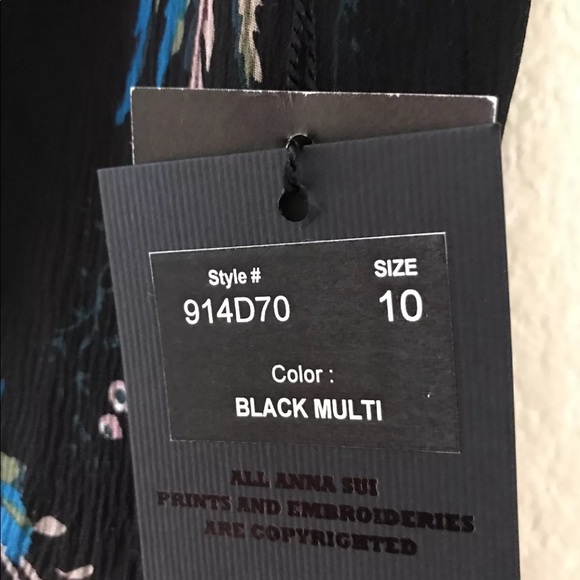 Style # SIZE
914D70 10
Color :
BLACK MULTI
ALL ANNA SUI
PRINTS AND EMBROIDERIES
ARE COPYRIGHTED